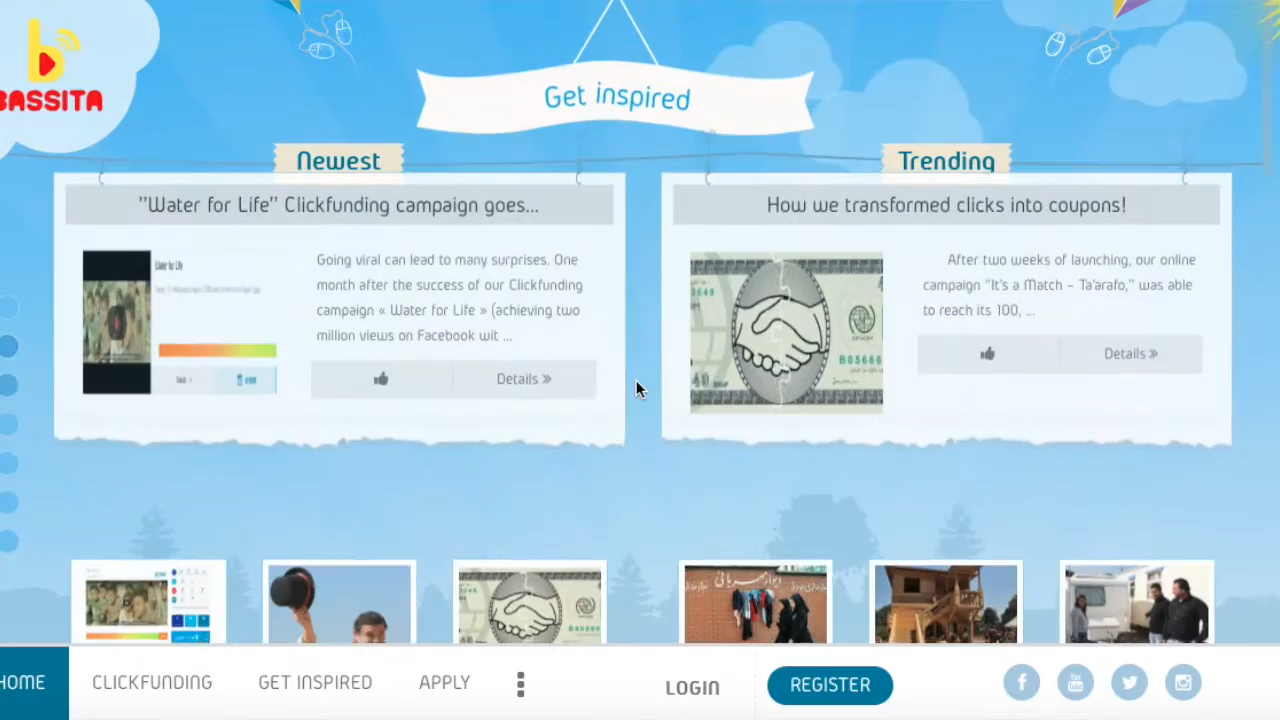 BASSITA
Get inspired
Newest
Trending
"Water for Life" Clickfunding campaign goes...
How we transformed clicks into coupons!
Water for Life
Going viral can lead to many surprises. One
month after the success of our Clickfunding
campaign « Water for Life » (achieving two
million views on Facebook wit ...
Details »
After two weeks of launching, our online
campaign "It's a Match – Ta'arafo," was able
to reach its 100, ...
Details »
HOME
CLICKFUNDING
GET INSPIRED
APPLY
LOGIN
REGISTER